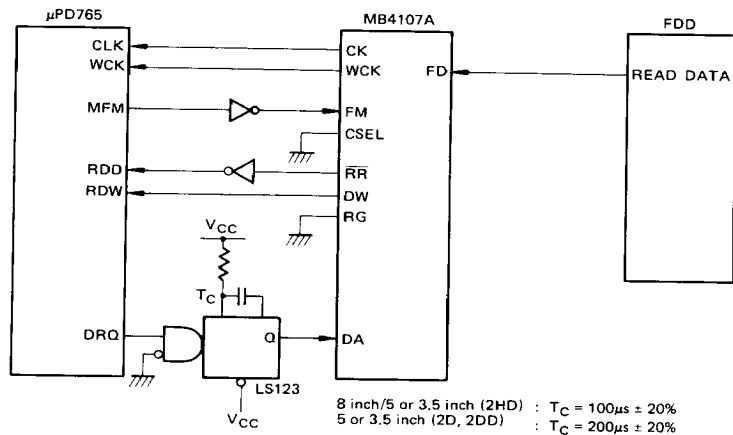 μPD765
MB4107A
FDD
CLK
CK
WCK
WCK
FD
READ DATA
MFM
FM
CSEL
RDD
RR
RDW
DW
RG
VCC
TC
DRQ
Q
DA
LS123
VCC
8 inch/5 or 3.5 inch (2HD) : TC = 100μs ± 20%
5 or 3.5 inch (2D, 2DD) : TC = 200μs ± 20%